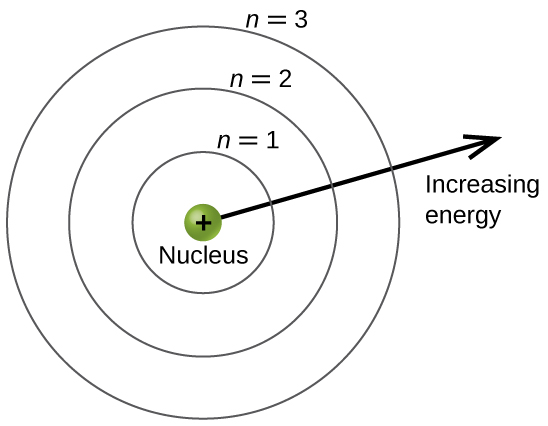 n = 3
n = 2
n = 1
+
Nucleus
Increasing
energy